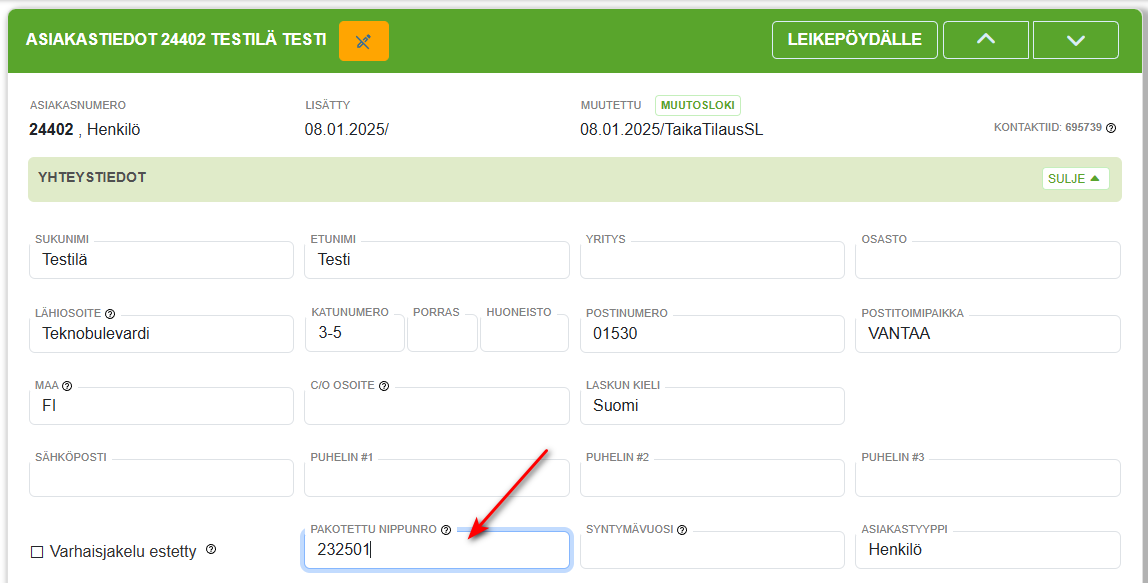 ASIAKASTIEDOT 24402 TESTILÄ TESTI LEIKEPÖYDÄLLE
ASIAKASNUMERO LISÄTTY MUUTETTU MUUTOSLOKI
24402 , Henkilö 08.01.2025/ 08.01.2025/TaikaTilausSL KONTAKTIID: 695739
YHTEYSTIEDOT SULJE
SUKUNIMI ETUNIMI YRITYS OSASTO
Testilä Testi
LÄHIOSOITE KATUNUMERO PORRAS HUONEISTO POSTINUMERO POSTITOIMIPAIKKA
Teknobulevardi 3-5 01530 VANTAA
MAA C/O OSOITE LASKUN KIELI
FI Suomi
SÄHKÖPOSTI PUHELIN #1 PUHELIN #2 PUHELIN #3
PAKOTETTU NIPPUNRO SYNTYMÄVUOSI ASIAKASTYYPPI
Varhaisjakelu estetty 232501 Henkilö